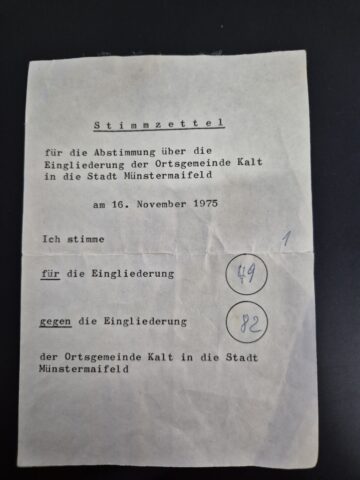 Stimmzettel
für die Abstimmung über die
Eingliederung der Ortsgemeinde Kalt
in die Stadt Münstermaifeld
am 16. November 1975
Ich stimme 1
für die Eingliederung 49
gegen die Eingliederung 82
der Ortsgemeinde Kalt in die Stadt
Münstermaifeld